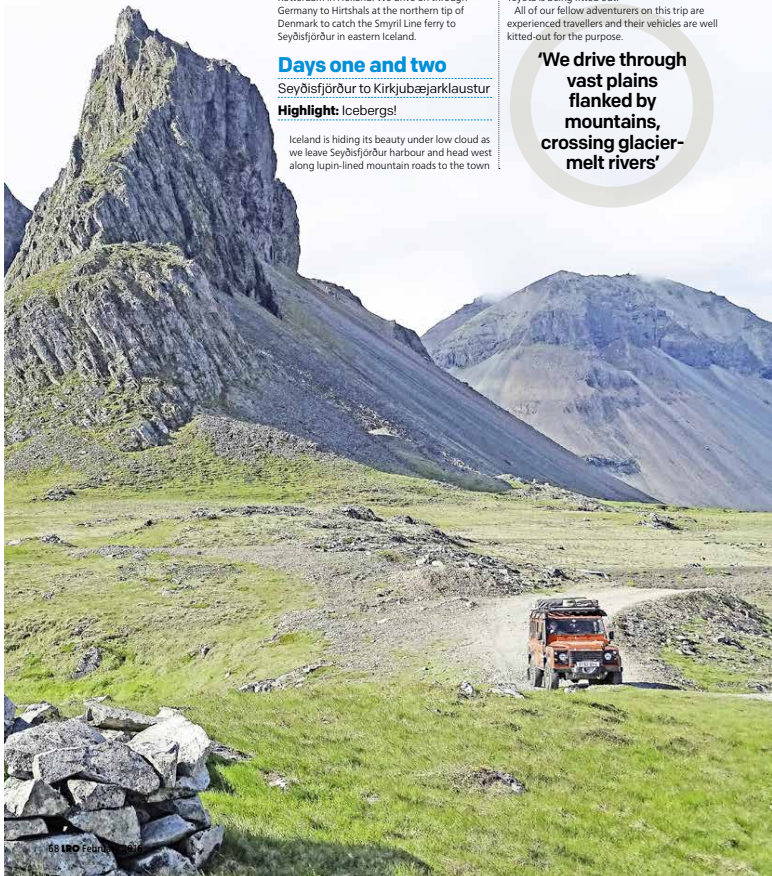 Germany to Hirtshals at the northern tip of
Denmark to catch the Smyril Line ferry to
Seyðisfjörður in eastern Iceland.
Days one and two
Seyðisfjörður to Kirkjubæjarklaustur
Highlight: Icebergs!
Iceland is hiding its beauty under low cloud as
we leave Seyðisfjörður harbour and head west
along lupin-lined mountain roads to the town
All of our fellow adventurers on this trip are
experienced travellers and their vehicles are well
kitted-out for the purpose.
‘We drive through
vast plains
flanked by
mountains,
crossing glacier-
melt rivers’
68 LRO February 2016